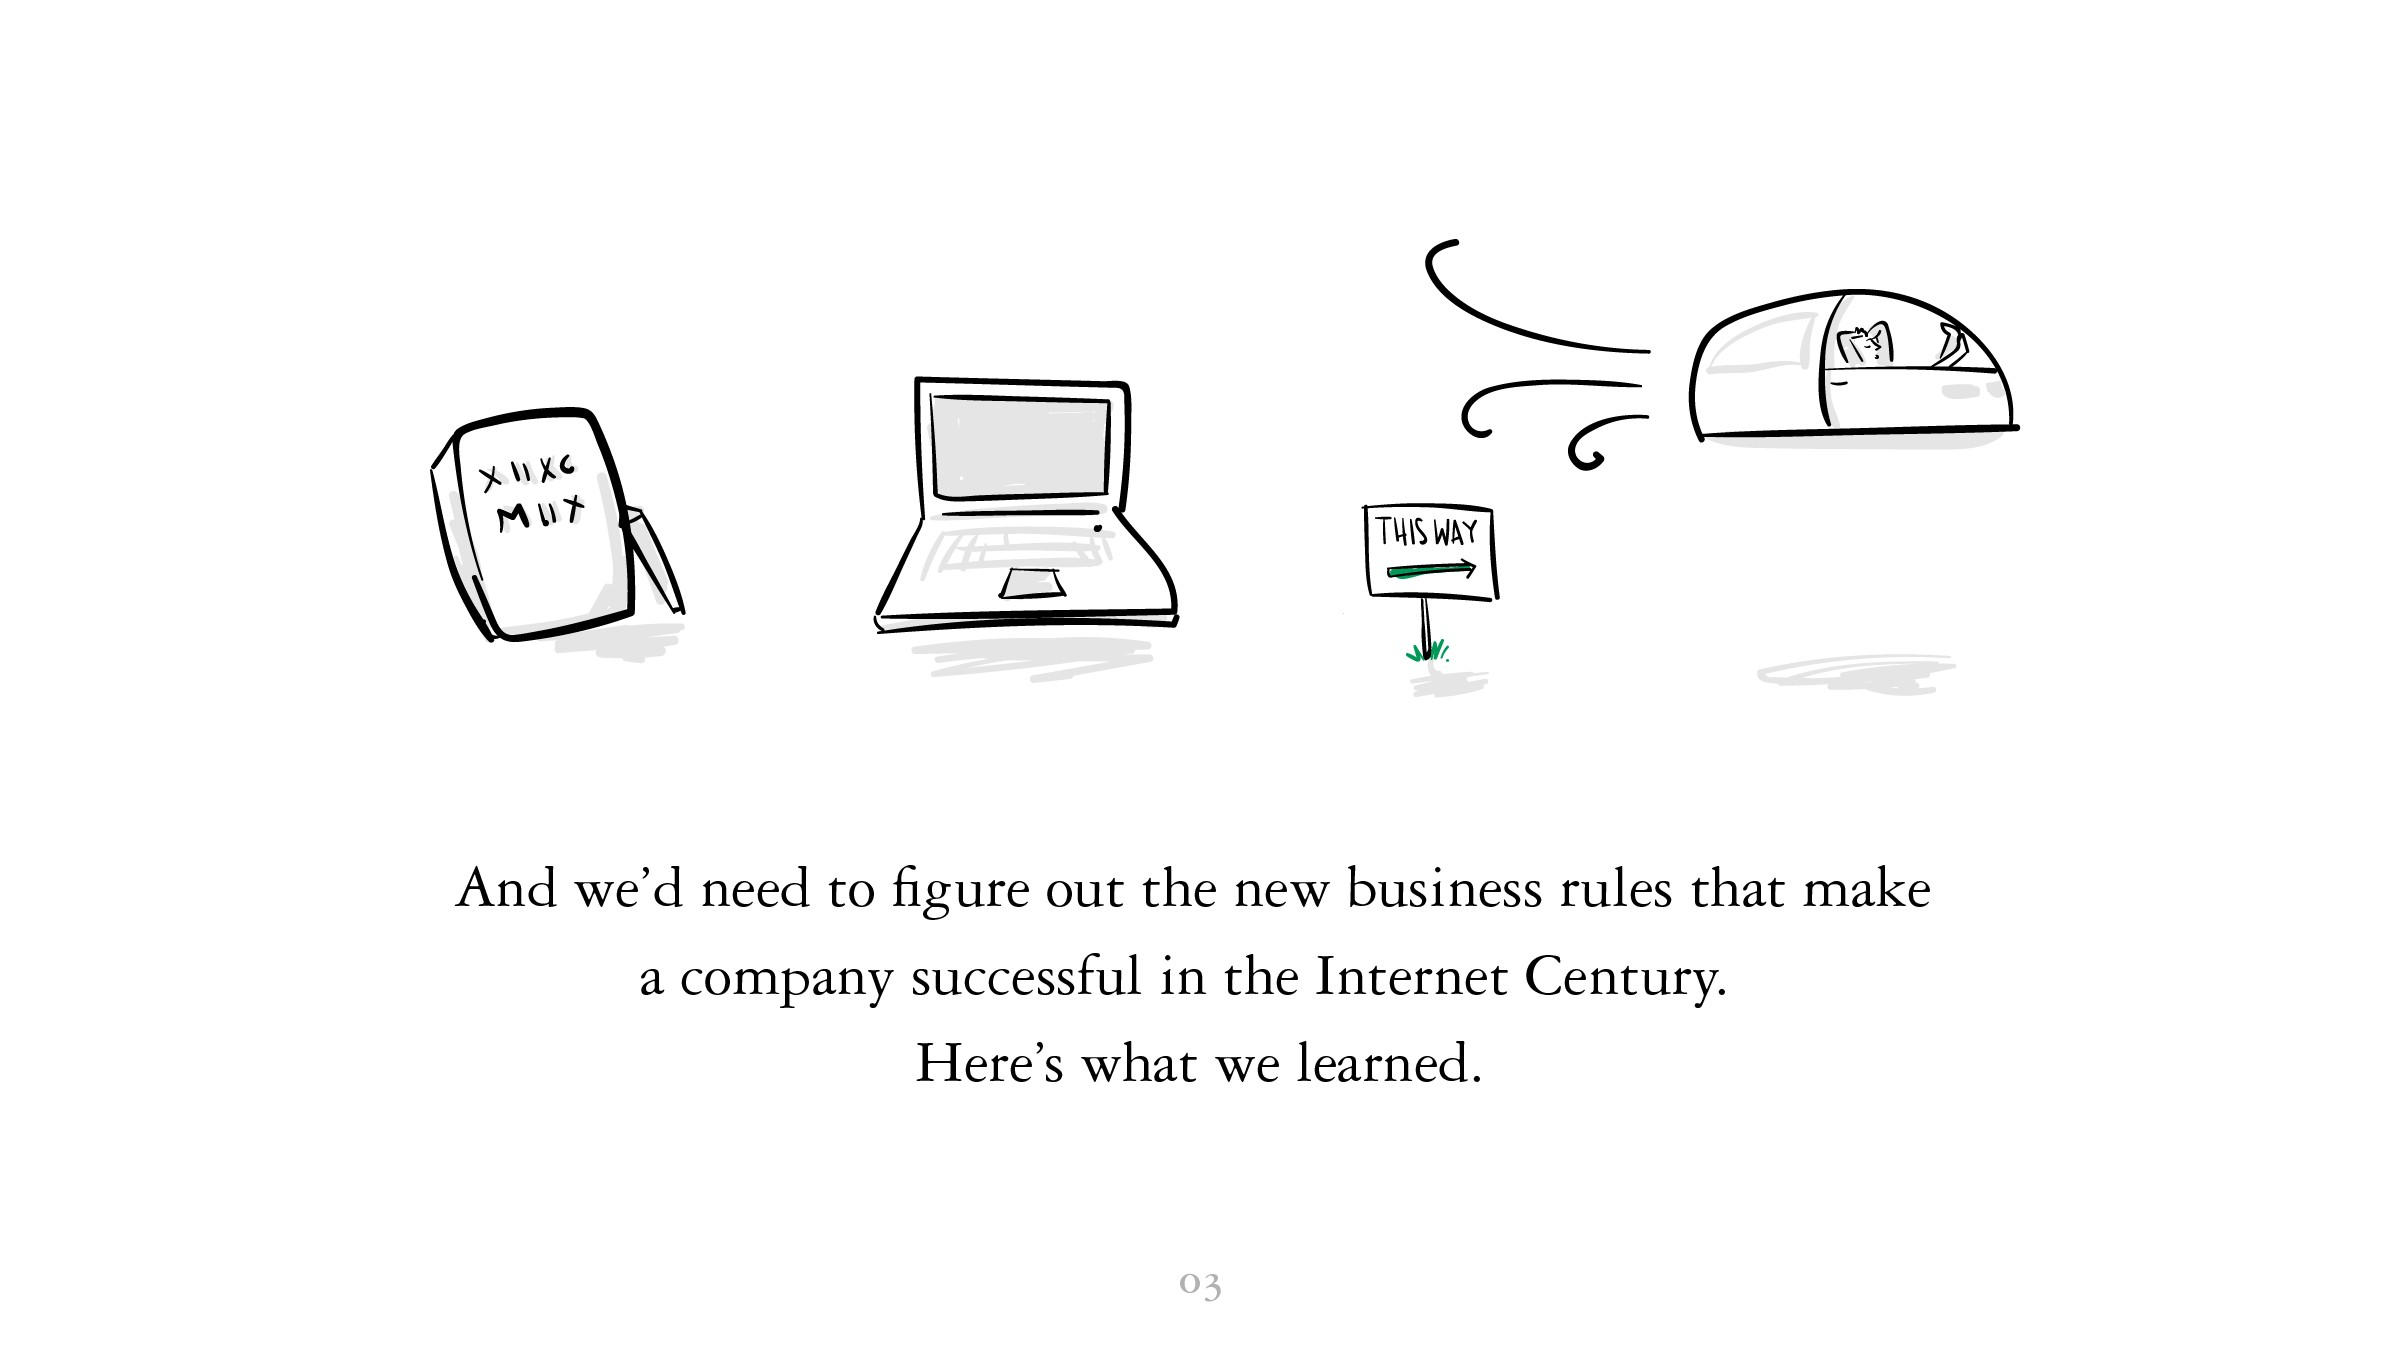 THIS WAY
And we’d need to figure out the new business rules that make
a company successful in the Internet Century.
Here’s what we learned.
03